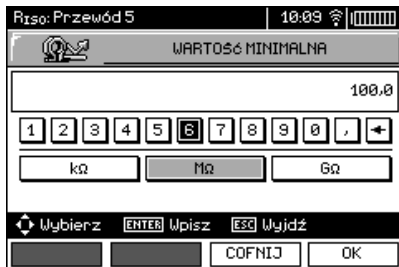 RISO: Przewód 5 10:09
WARTOŚĆ MINIMALNA
100,0
1 2 3 4 5 6 7 8 9 0 , ←
kΩ MΩ GΩ
Wybierz ENTER Wpisz ESC Wyjdź
COFNIJ OK